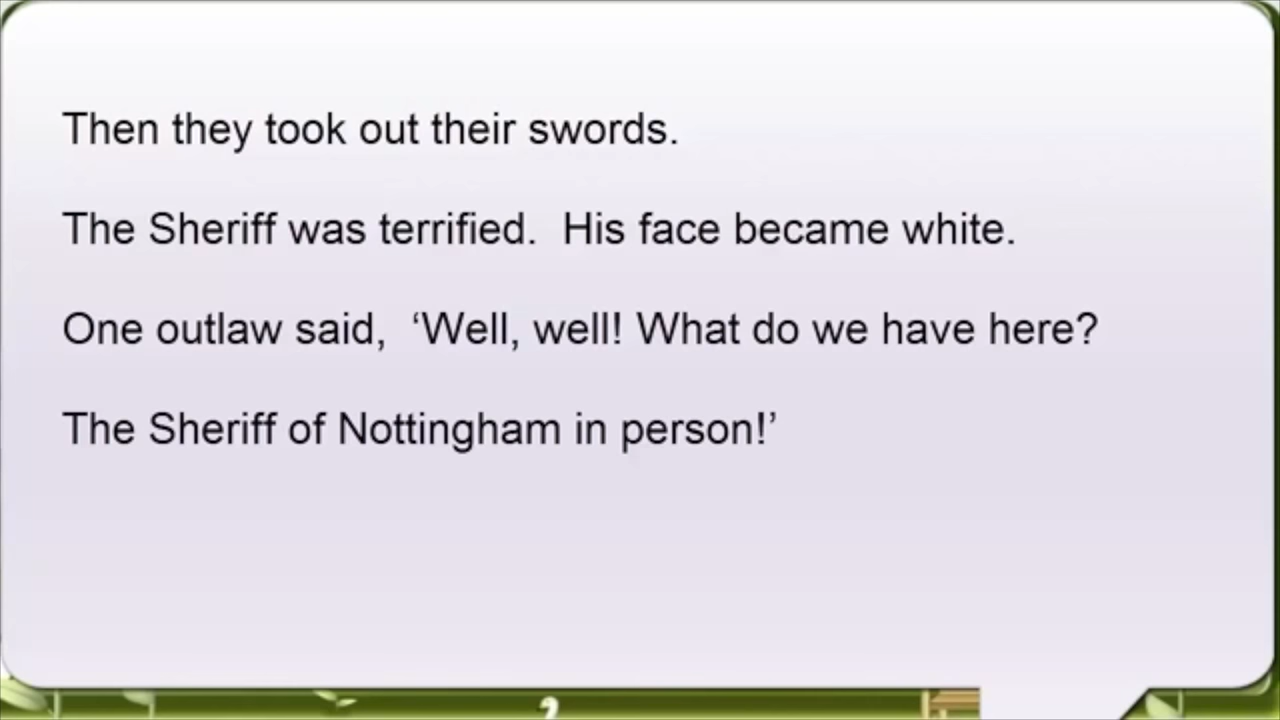 Then they took out their swords.
The Sheriff was terrified.  His face became white.
One outlaw said,  ‘Well, well! What do we have here?
The Sheriff of Nottingham in person!’